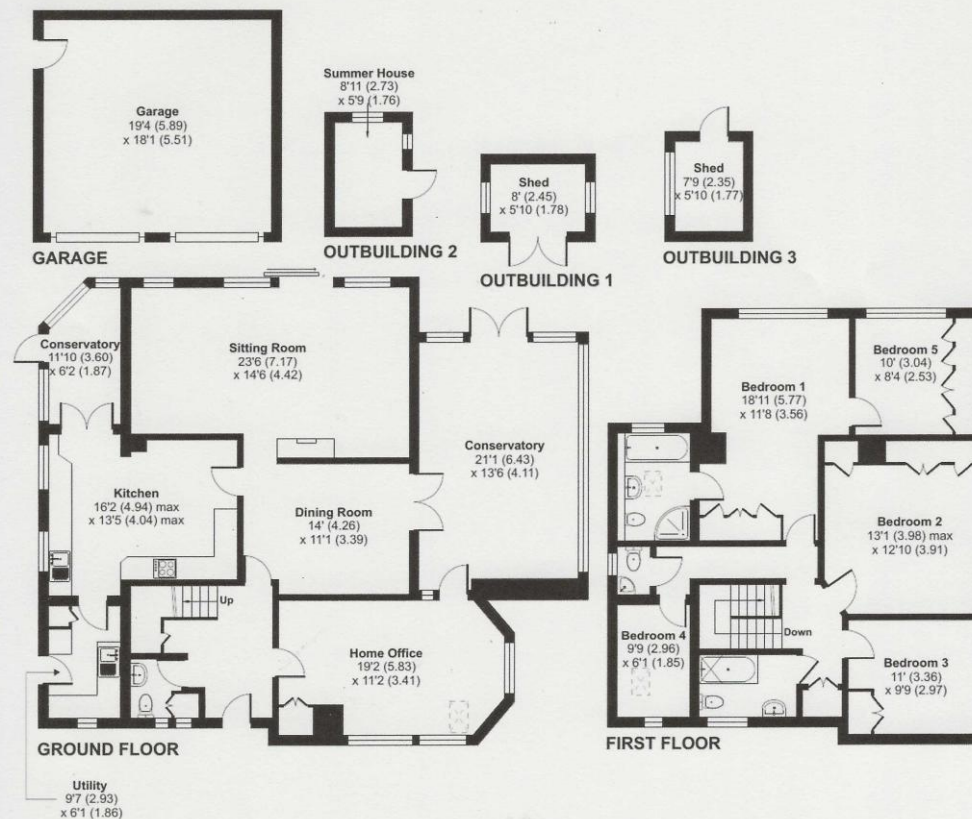 Garage
19'4 (5.89)
x 18'1 (5.51)
GARAGE
Summer House
8'11 (2.73)
x 5'9 (1.76)
OUTBUILDING 2
Shed
8' (2.45)
x 5'10 (1.78)
OUTBUILDING 1
Shed
7'9 (2.35)
x 5'10 (1.77)
OUTBUILDING 3
Conservatory
11'10 (3.60)
x 6'2 (1.87)
Sitting Room
23'6 (7.17)
x 14'6 (4.42)
Conservatory
21'1 (6.43)
x 13'6 (4.11)
Kitchen
16'2 (4.94) max
x 13'5 (4.04) max
Dining Room
14' (4.26)
x 11'1 (3.39)
Up
Home Office
19'2 (5.83)
x 11'2 (3.41)
GROUND FLOOR
Utility
9'7 (2.93)
x 6'1 (1.86)
Bedroom 1
18'11 (5.77)
x 11'8 (3.56)
Bedroom 5
10' (3.04)
x 8'4 (2.53)
Bedroom 2
13'1 (3.98) max
x 12'10 (3.91)
Bedroom 4
9'9 (2.96)
x 6'1 (1.85)
Down
Bedroom 3
11' (3.36)
x 9'9 (2.97)
FIRST FLOOR